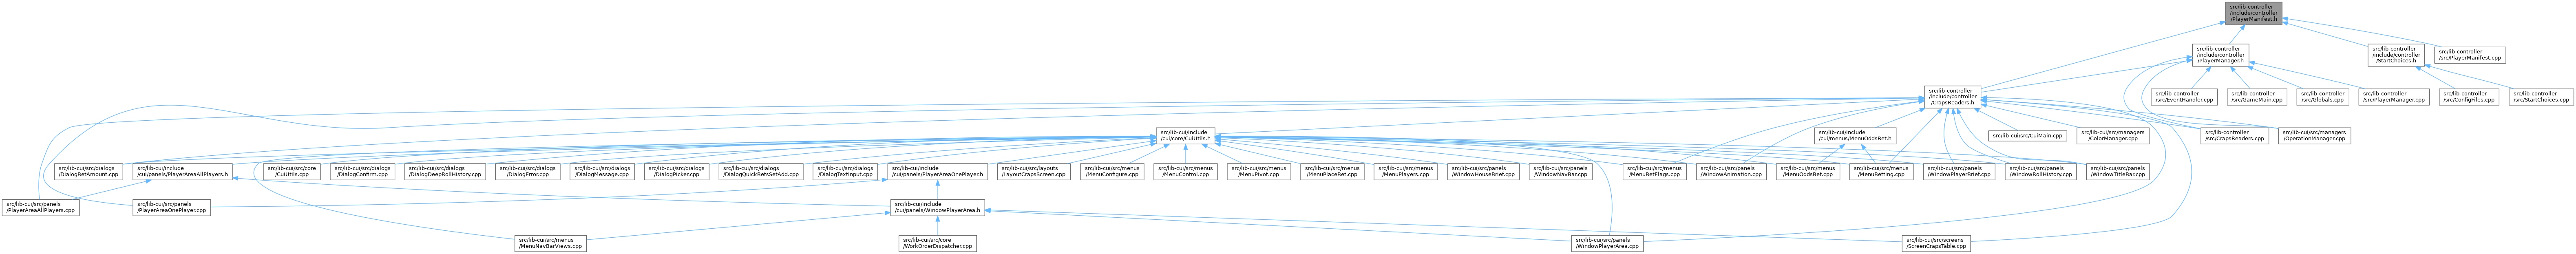 src/lib-controller
/include/controller
/PlayerManifest.h
src/lib-controller
/include/controller
/PlayerManager.h
src/lib-controller
/include/controller
/StartChoices.h
src/lib-controller
/src/PlayerManifest.cpp
src/lib-controller
/include/controller
/CrapsReaders.h
src/lib-controller
/src/EventHandler.cpp
src/lib-controller
/src/GameMain.cpp
src/lib-controller
/src/Globals.cpp
src/lib-controller
/src/PlayerManager.cpp
src/lib-controller
/src/ConfigFiles.cpp
src/lib-controller
/src/StartChoices.cpp
src/lib-cui/include
/cui/core/CuiUtils.h
src/lib-cui/include
/cui/menus/MenuOddsBet.h
src/lib-cui/src/CuiMain.cpp
src/lib-cui/src/managers
/ColorManager.cpp
src/lib-controller
/src/CrapsReaders.cpp
src/lib-cui/src/managers
/OperationManager.cpp
src/lib-cui/src/dialogs
/DialogBetAmount.cpp
src/lib-cui/include
/cui/panels/PlayerAreaAllPlayers.h
src/lib-cui/src/core
/CuiUtils.cpp
src/lib-cui/src/dialogs
/DialogConfirm.cpp
src/lib-cui/src/dialogs
/DialogDeepRollHistory.cpp
src/lib-cui/src/dialogs
/DialogError.cpp
src/lib-cui/src/dialogs
/DialogMessage.cpp
src/lib-cui/src/dialogs
/DialogPicker.cpp
src/lib-cui/src/dialogs
/DialogQuickBetsSetAdd.cpp
src/lib-cui/src/dialogs
/DialogTextInput.cpp
src/lib-cui/include
/cui/panels/PlayerAreaOnePlayer.h
src/lib-cui/src/layouts
/LayoutCrapsScreen.cpp
src/lib-cui/src/menus
/MenuConfigure.cpp
src/lib-cui/src/menus
/MenuControl.cpp
src/lib-cui/src/menus
/MenuPivot.cpp
src/lib-cui/src/menus
/MenuPlaceBet.cpp
src/lib-cui/src/menus
/MenuPlayers.cpp
src/lib-cui/src/panels
/WindowHouseBrief.cpp
src/lib-cui/src/panels
/WindowNavBar.cpp
src/lib-cui/src/menus
/MenuBetFlags.cpp
src/lib-cui/src/panels
/WindowAnimation.cpp
src/lib-cui/src/menus
/MenuOddsBet.cpp
src/lib-cui/src/menus
/MenuBetting.cpp
src/lib-cui/src/panels
/WindowPlayerBrief.cpp
src/lib-cui/src/panels
/WindowRollHistory.cpp
src/lib-cui/src/panels
/WindowTitleBar.cpp
src/lib-cui/src/panels
/PlayerAreaAllPlayers.cpp
src/lib-cui/src/panels
/PlayerAreaOnePlayer.cpp
src/lib-cui/include
/cui/panels/WindowPlayerArea.h
src/lib-cui/src/menus
/MenuNavBarViews.cpp
src/lib-cui/src/core
/WorkOrderDispatcher.cpp
src/lib-cui/src/panels
/WindowPlayerArea.cpp
src/lib-cui/src/screens
/ScreenCrapsTable.cpp